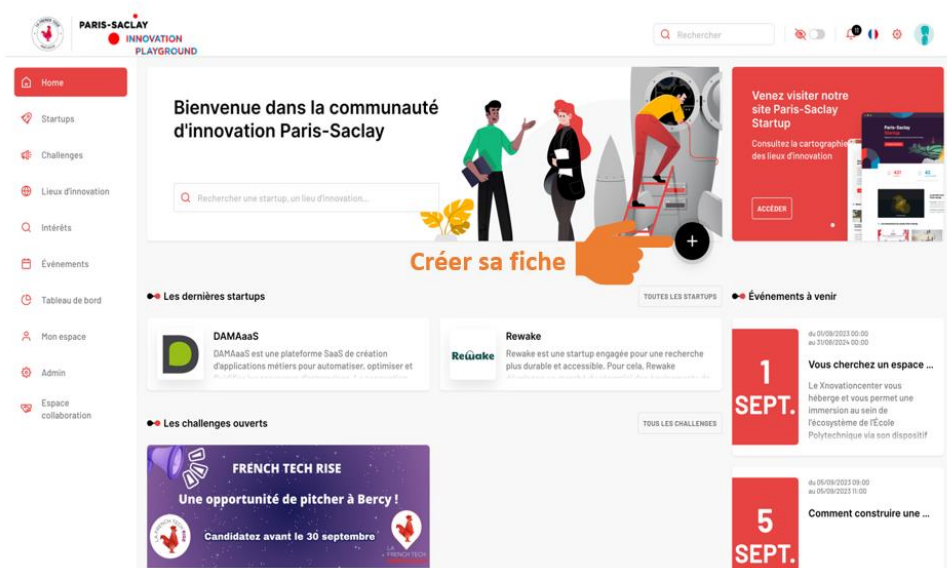 PARIS-SACLAY
INNOVATION
PLAYGROUND
Rechercher
Home
Startups
Challenges
Lieux d'innovation
Intérêts
Événements
Tableau de bord
Mon espace
Admin
Espace
collaboration
Bienvenue dans la communauté
d'innovation Paris-Saclay
Rechercher une startup, un lieu d'innovation...
Créer sa fiche
Venez visiter notre
site Paris-Saclay
Startup
Consultez la cartographie
des lieux d'innovation
ACCÉDER
Les dernières startups
TOUTES LES STARTUPS
DAMAaaS
DAMAaaS est une plateforme SaaS de création
d'applications métiers pour automatiser, optimiser et
Rewake
Rewake
Rewake est une startup engagée pour une recherche
plus durable et accessible. Pour cela, Rewake
Les challenges ouverts
TOUS LES CHALLENGES
FRENCH TECH RISE
Une opportunité de pitcher à Bercy !
Candidatez avant le 30 septembre
LA
FRENCH TECH
Événements à venir
1
SEPT.
du 01/09/2023 00:00
au 31/08/2024 00:00
Vous cherchez un espace ...
Le Xnovationcenter vous
héberge et vous permet une
immersion au sein de
l'écosystème de l'École
Polytechnique via son dispositif
5
SEPT.
du 05/09/2023 09:00
au 05/09/2023 11:00
Comment construire une ...